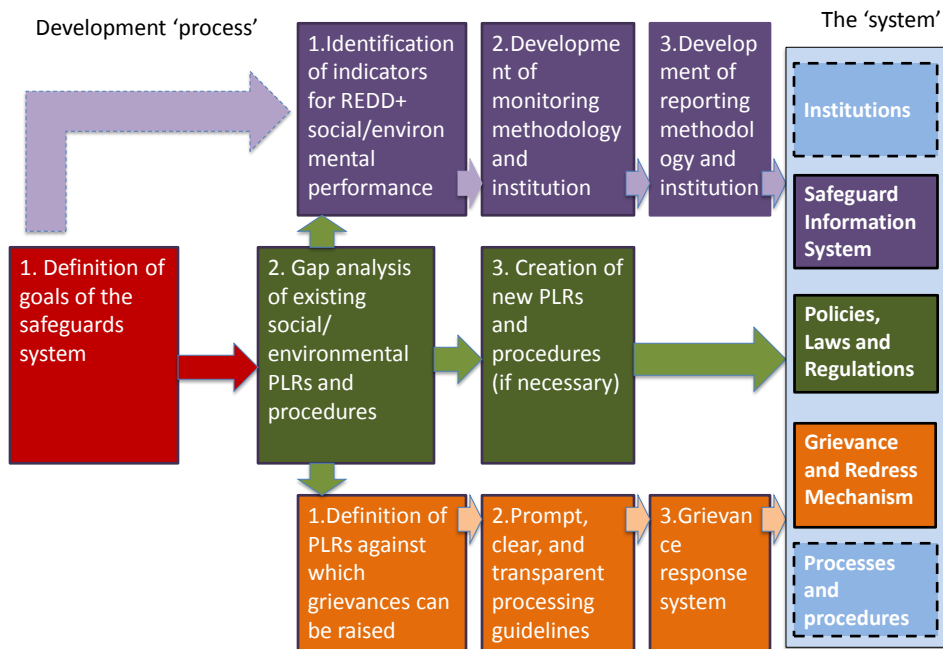 Development ‘process’
The ‘system’
1.Identification
of indicators
for REDD+
social/environ
mental
performance
2.Developme
nt of
monitoring
methodology
and
institution
3.Develop
ment of
reporting
methodol
ogy and
institution
Institutions
Safeguard
Information
System
1. Definition of
goals of the
safeguards
system
2. Gap analysis
of existing
social/
environmental
PLRs and
procedures
3. Creation of
new PLRs
and
procedures
(if necessary)
Policies,
Laws and
Regulations
Grievance
and Redress
Mechanism
1.Definition of
PLRs against
which
grievances can
be raised
2.Prompt,
clear, and
transparent
processing
guidelines
3.Grievan
ce
response
system
Processes
and
procedures